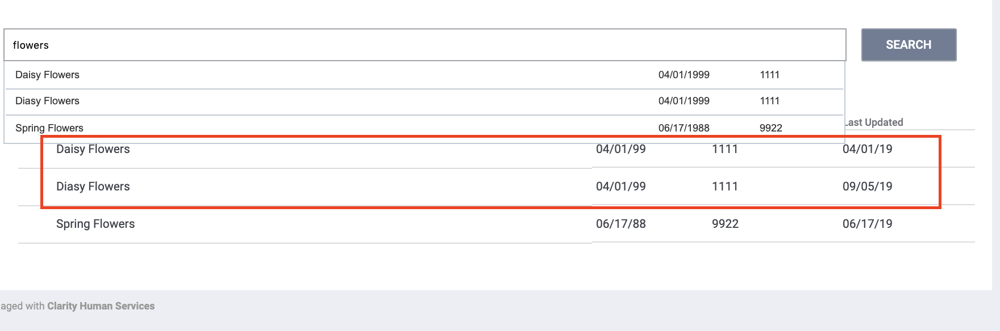 flowers SEARCH
Daisy Flowers 04/01/1999 1111
Diasy Flowers 04/01/1999 1111
Last Updated
Spring Flowers 06/17/1988 9922
Daisy Flowers 04/01/99 1111 04/01/19
Diasy Flowers 04/01/99 1111 09/05/19
Spring Flowers 06/17/88 9922 06/17/19
aged with Clarity Human Services